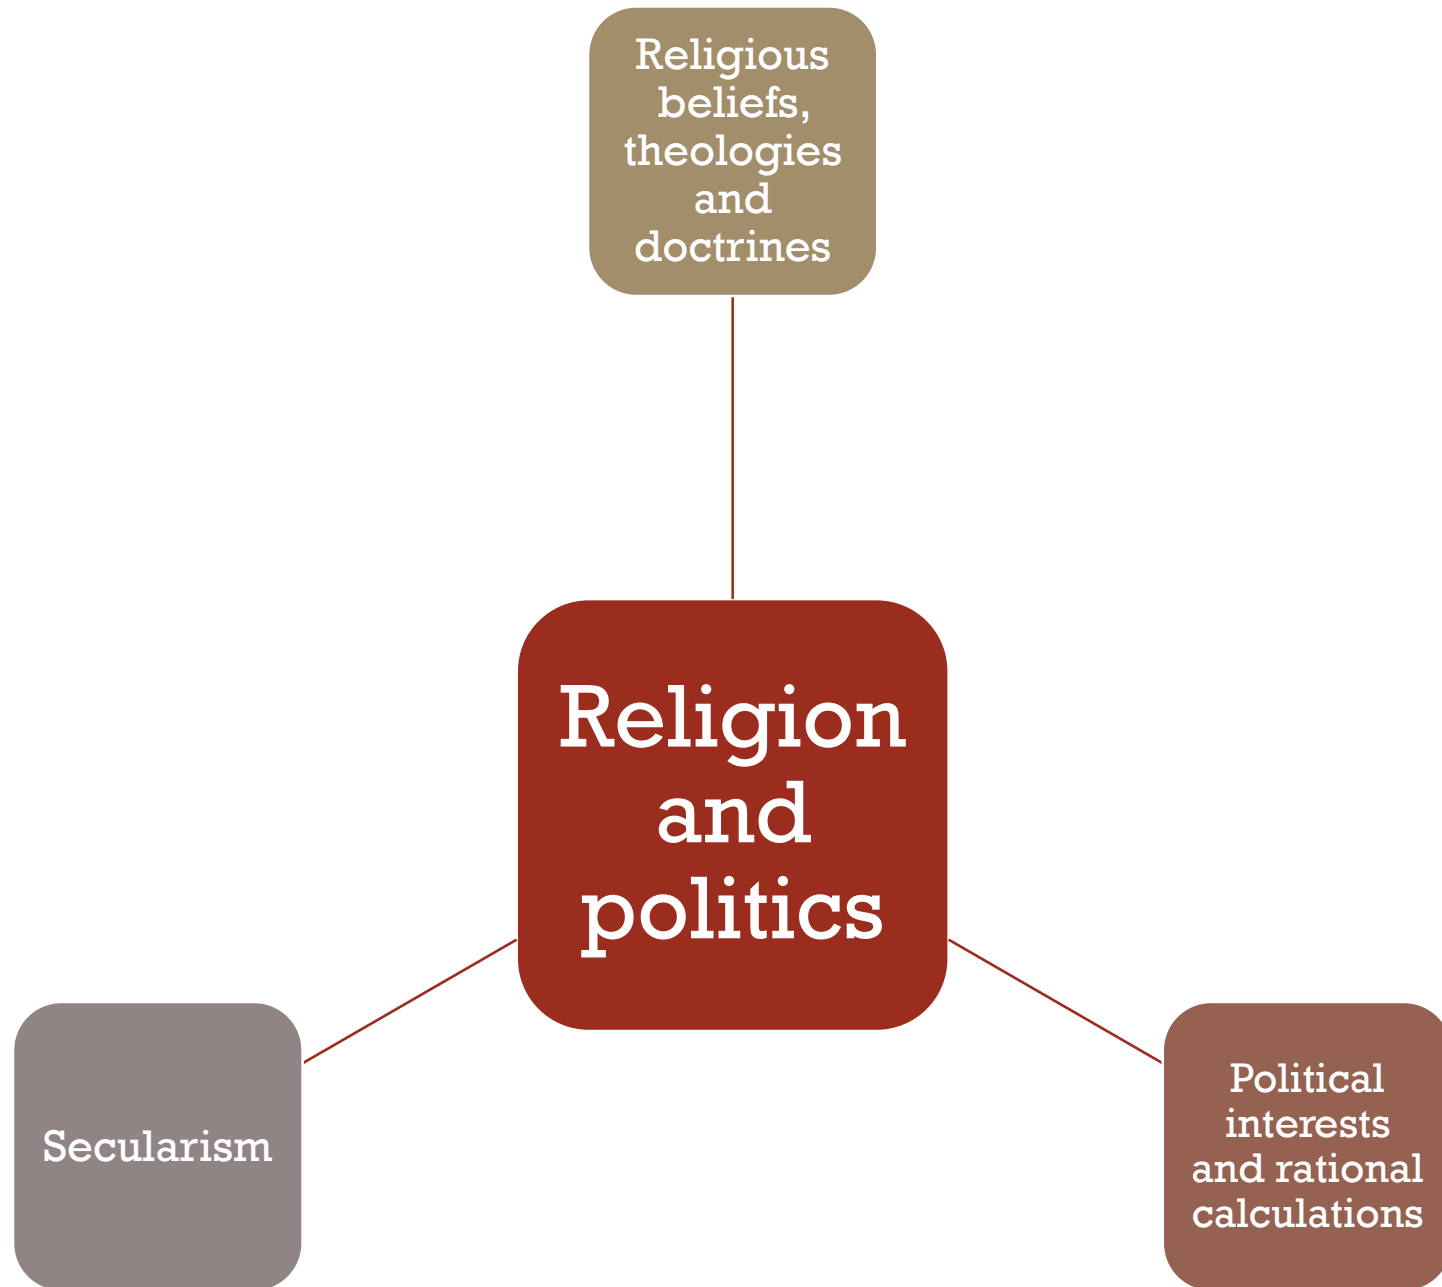 Religious
beliefs,
theologies
and
doctrines
Religion
and
politics
Secularism
Political
interests
and rational
calculations